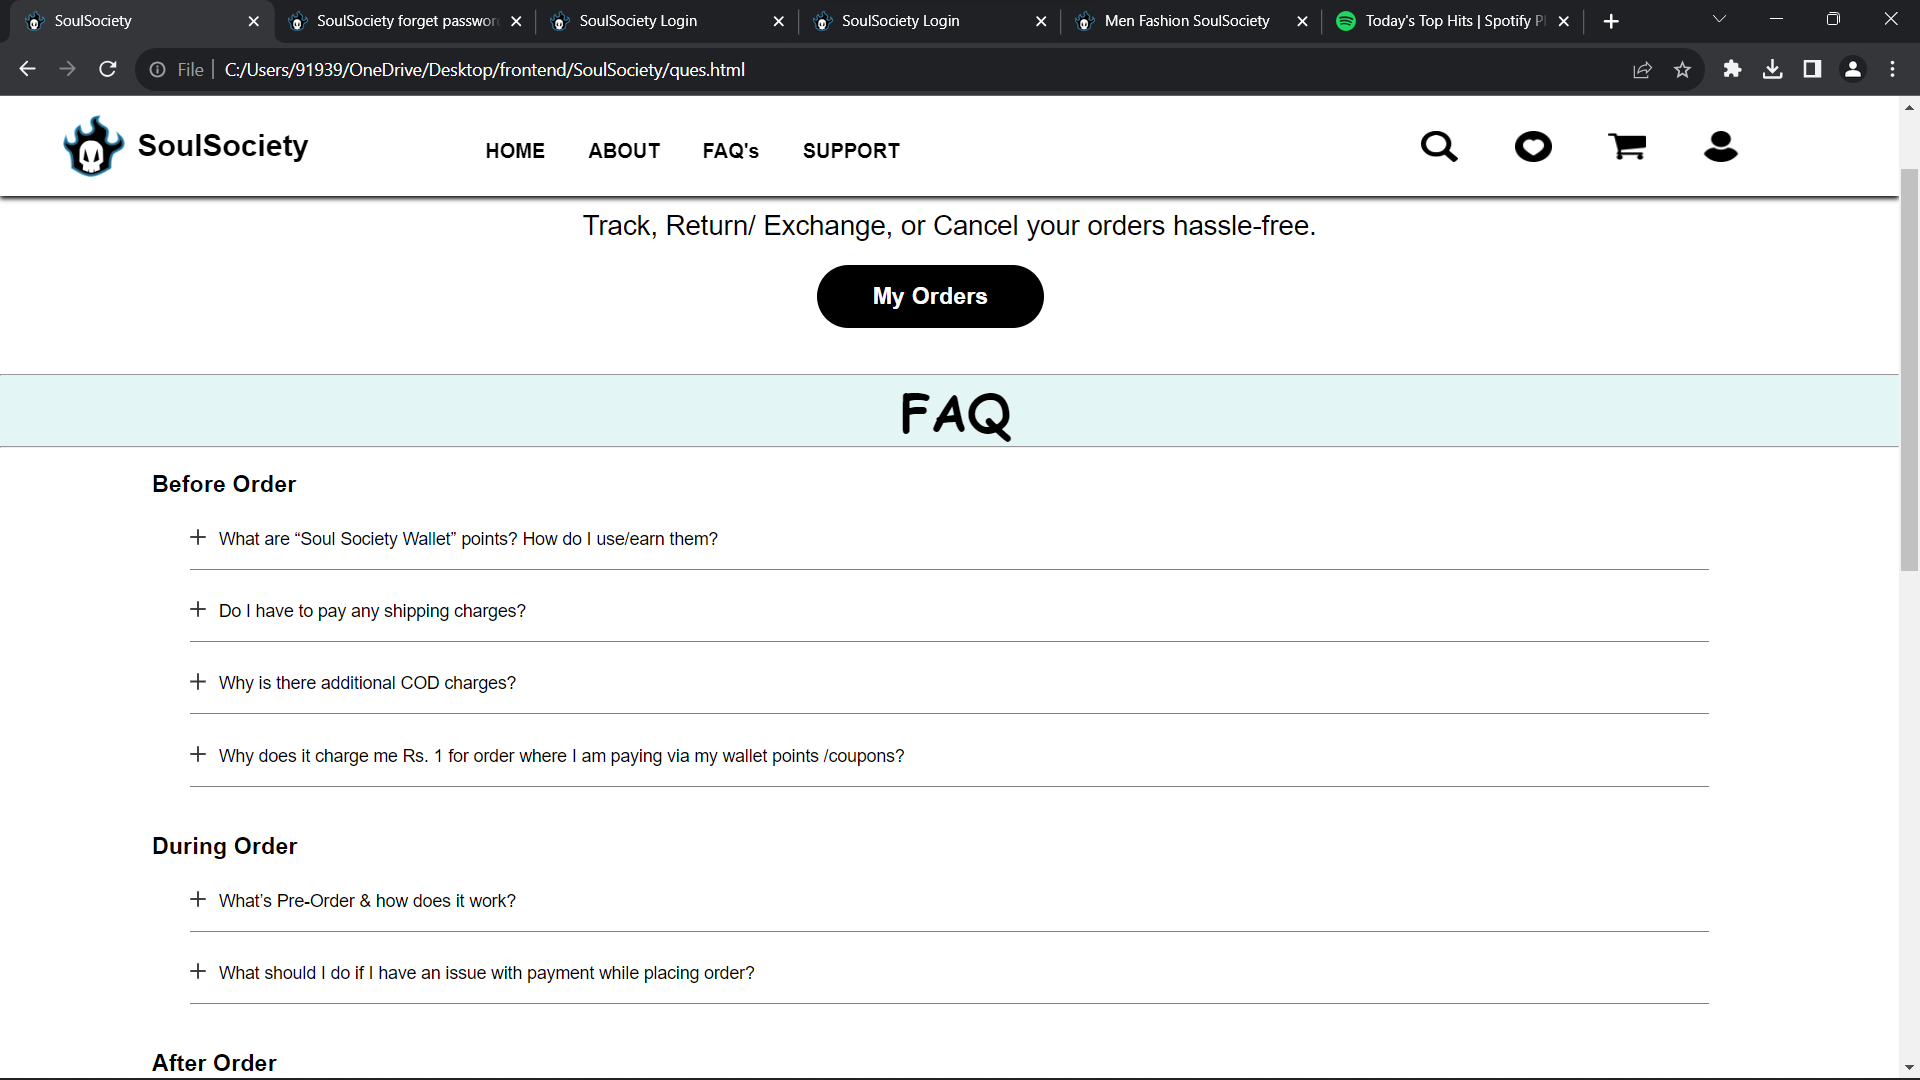 SoulSociety
SoulSociety forget passwor
SoulSociety Login
SoulSociety Login
Men Fashion SoulSociety
Today's Top Hits | Spotify Pl
File
C:/Users/91939/OneDrive/Desktop/frontend/SoulSociety/ques.html
SoulSociety
HOME
ABOUT
FAQ's
SUPPORT
Track, Return/ Exchange, or Cancel your orders hassle-free.
My Orders
FAQ
Before Order
What are “Soul Society Wallet” points? How do I use/earn them?
Do I have to pay any shipping charges?
Why is there additional COD charges?
Why does it charge me Rs. 1 for order where I am paying via my wallet points /coupons?
During Order
What’s Pre-Order & how does it work?
What should I do if I have an issue with payment while placing order?
After Order